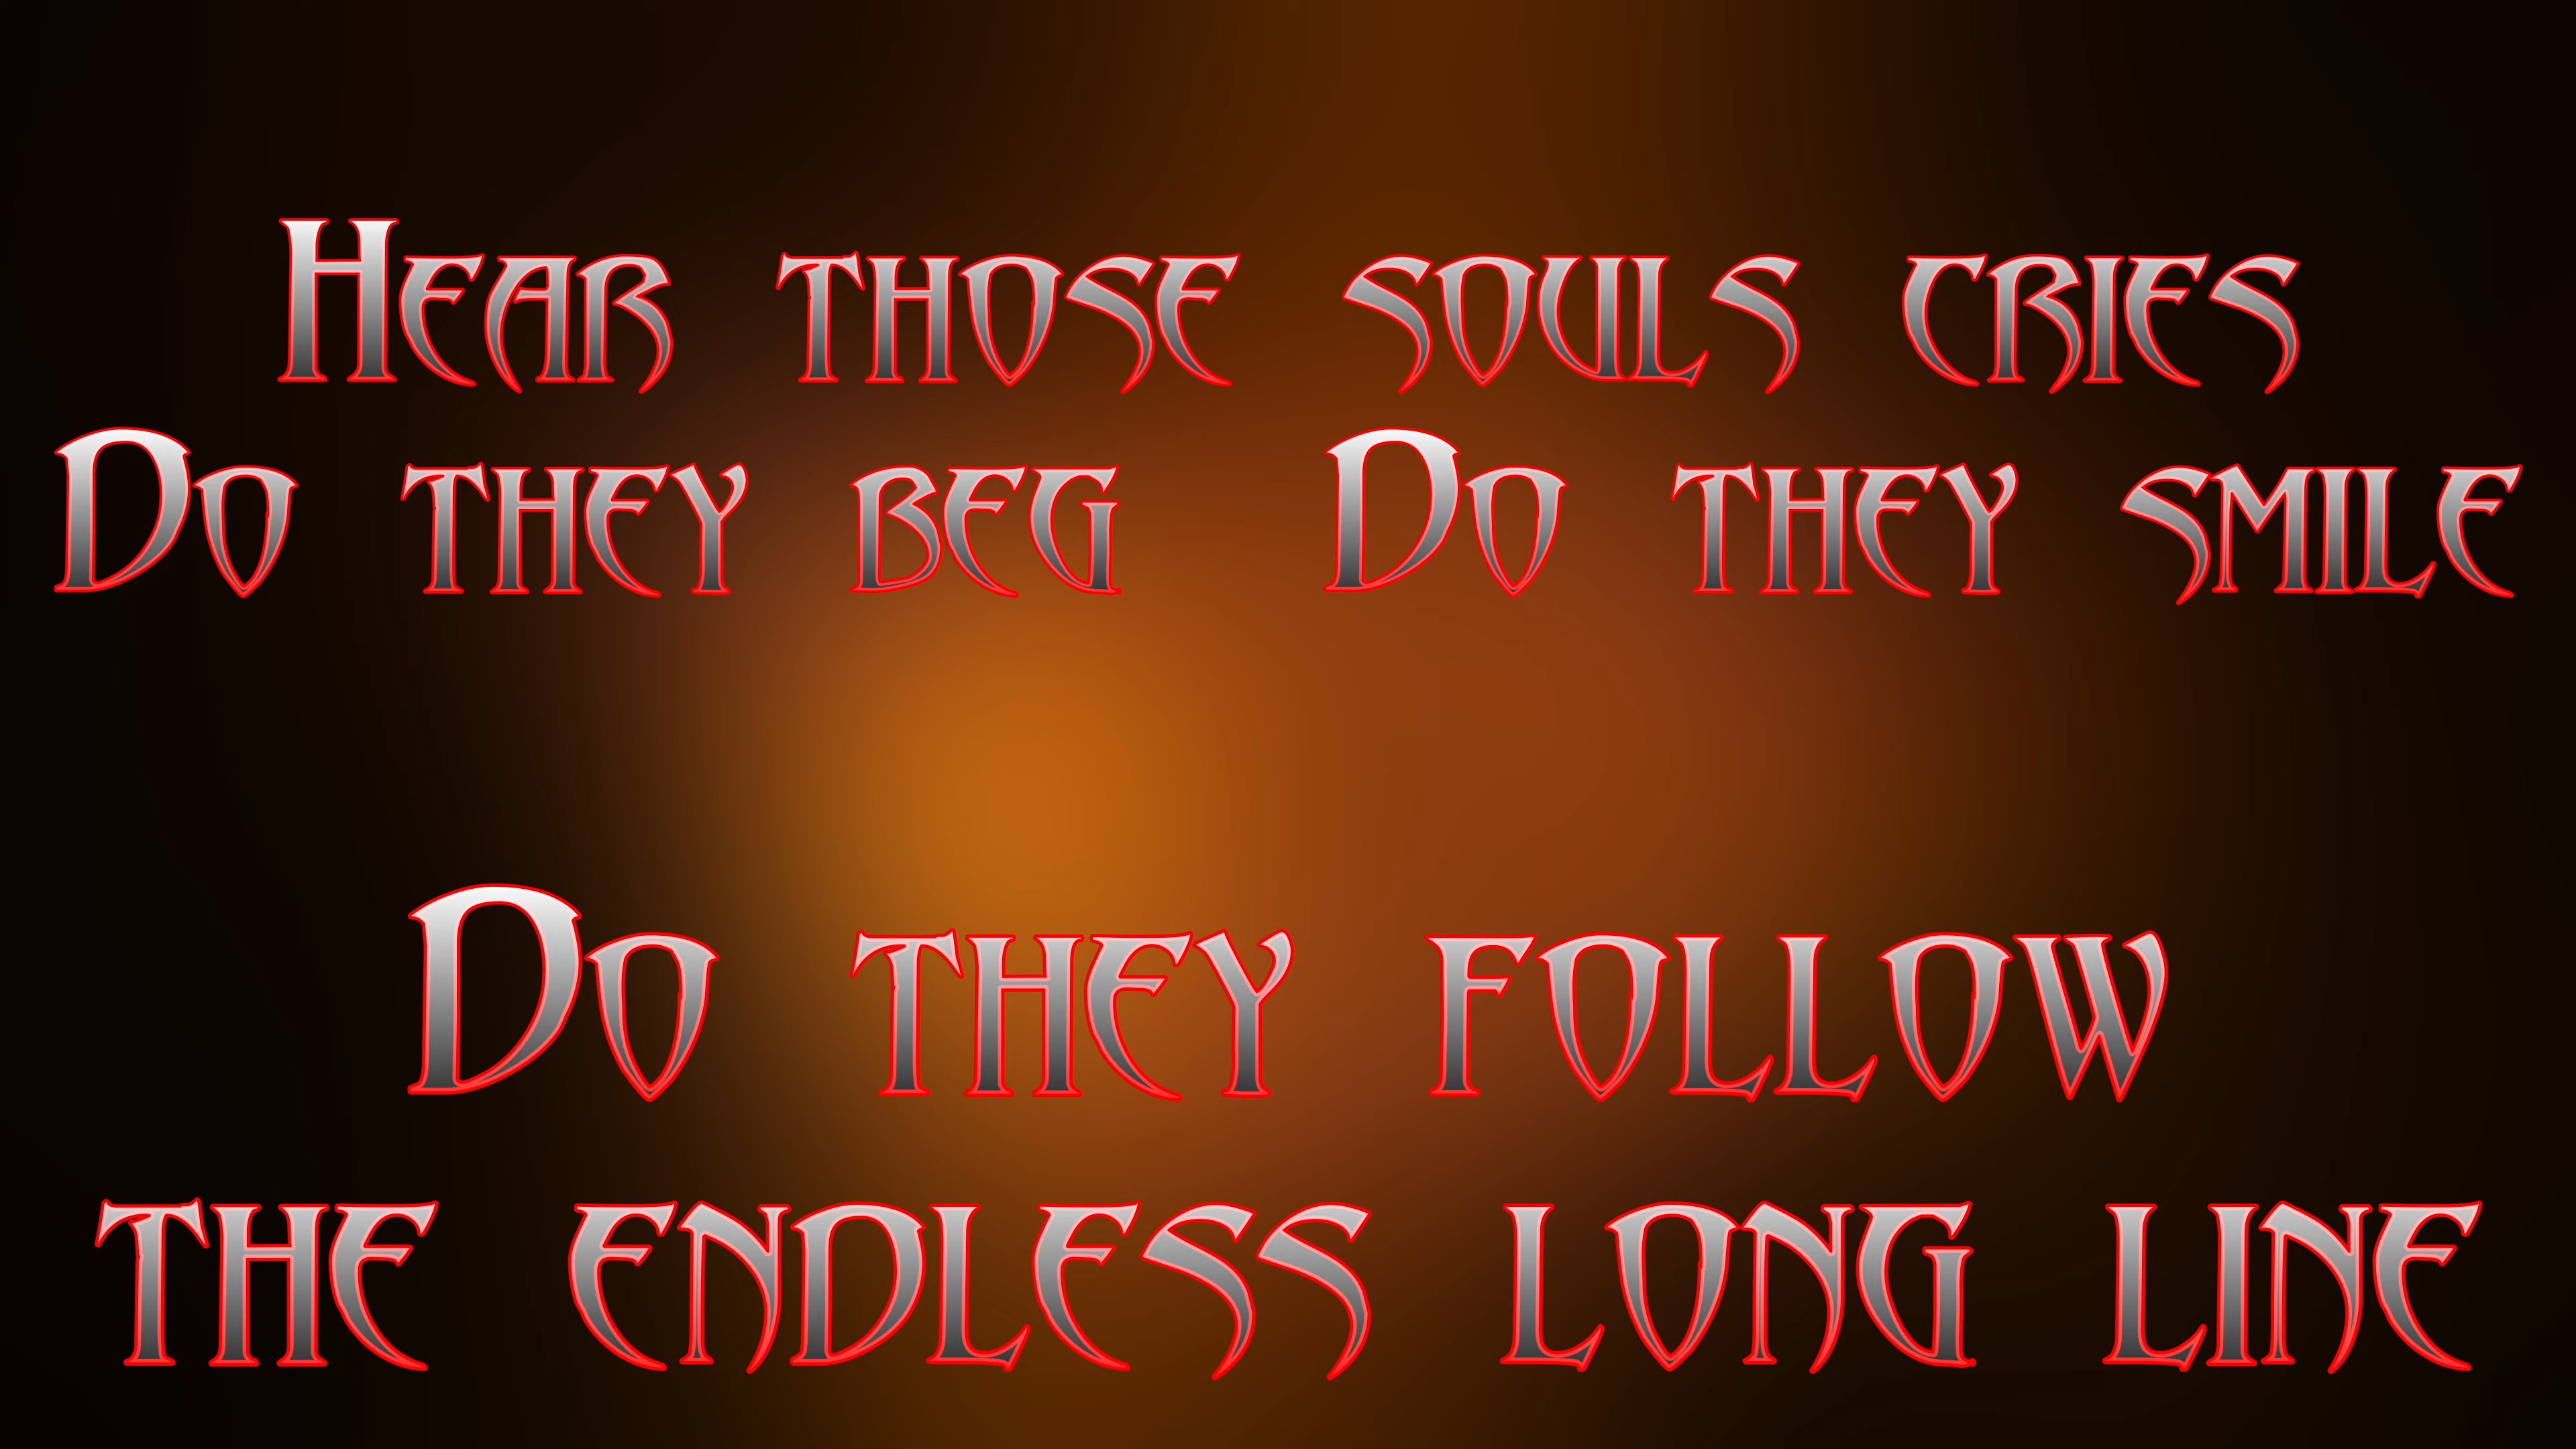 Hear those souls cries
Do they beg Do they smile
Do they follow
the endless long line